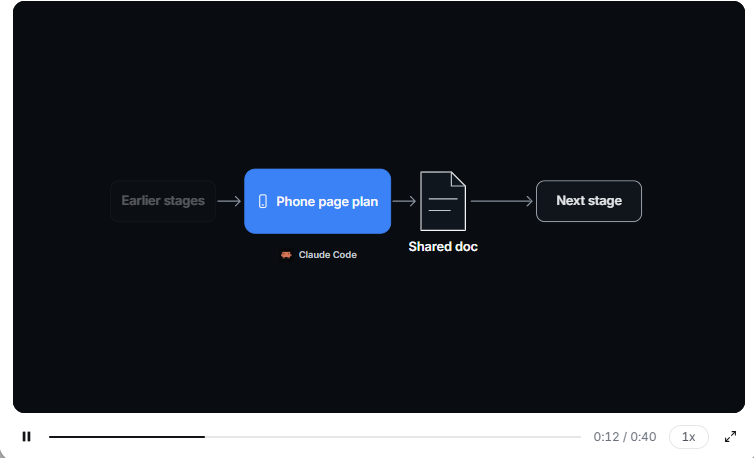 Earlier stages
Phone page plan
Next stage
Shared doc
Claude Code
0:12 / 0:40
1x